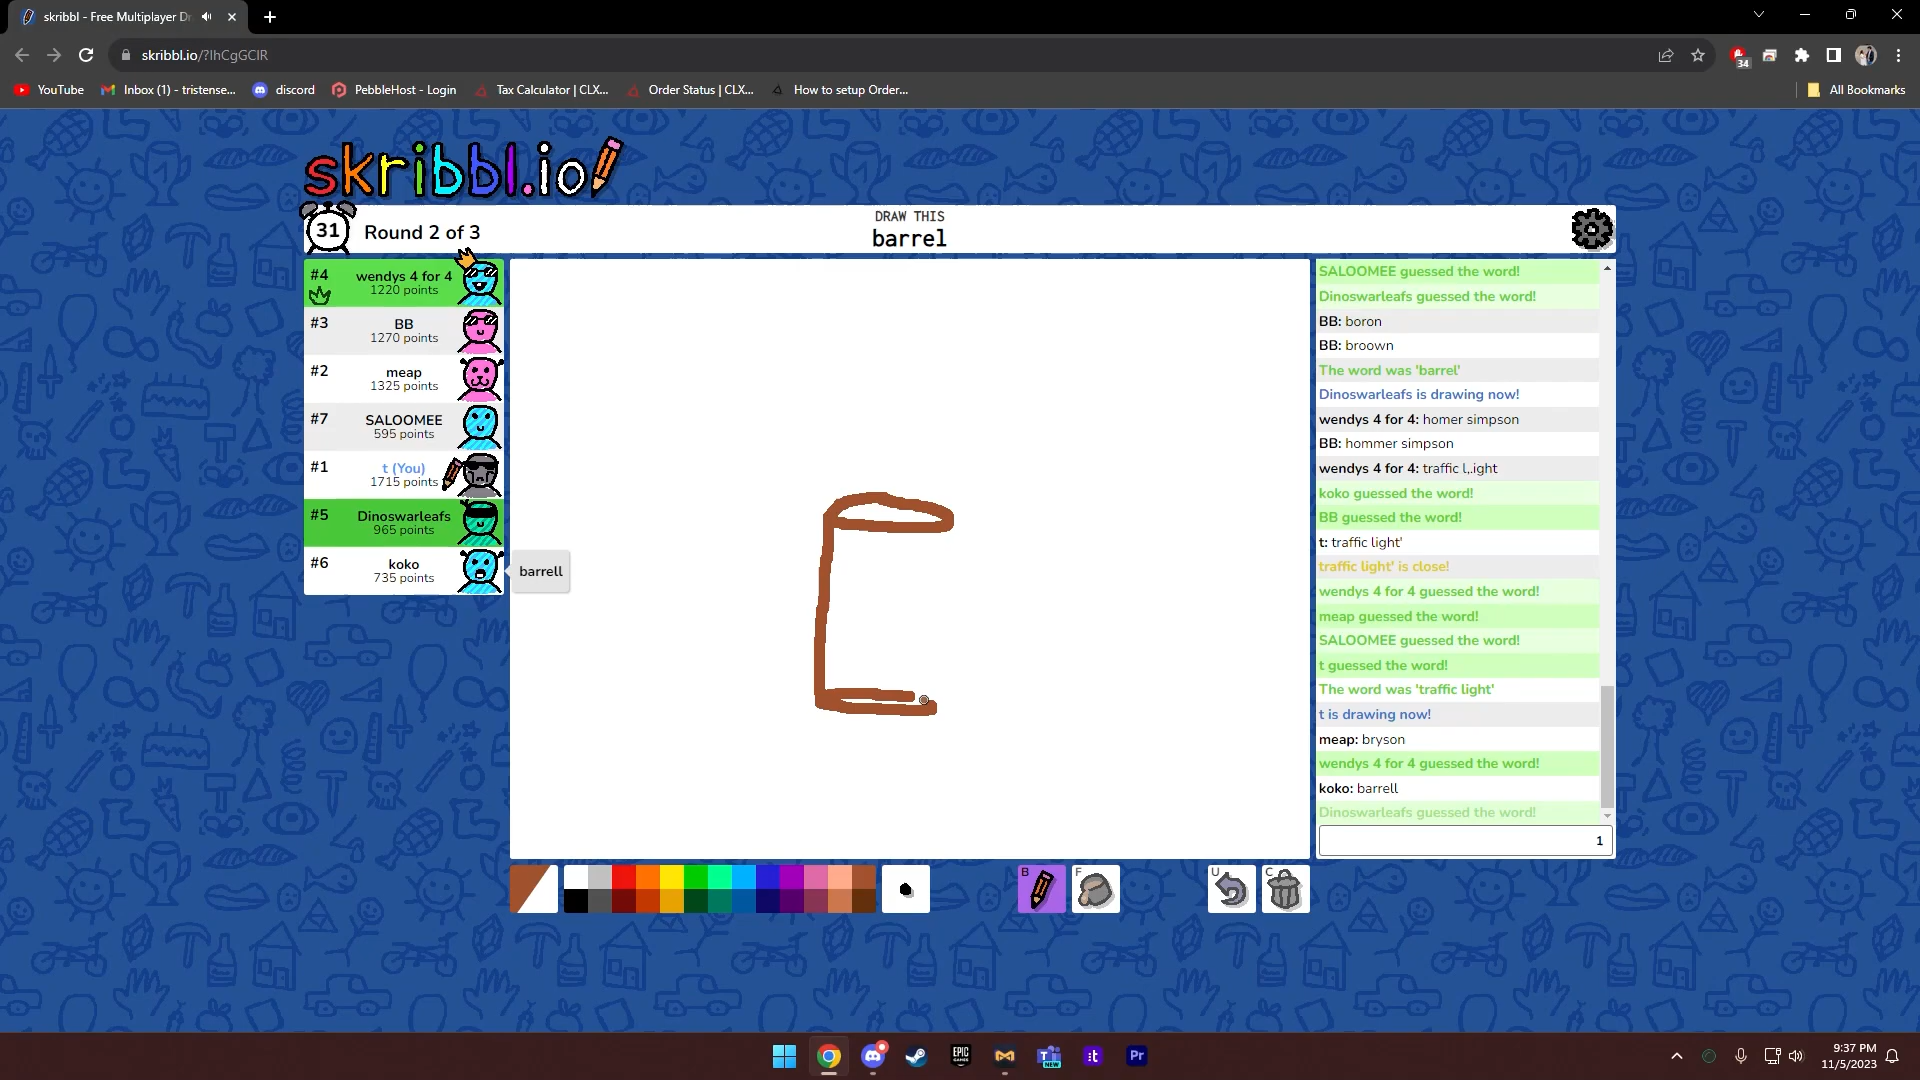 skribbl - Free Multiplayer Dr
skribbl.io/?lhCgGClR
34
YouTube
Inbox (1) - tristense...
discord
PebbleHost - Login
Tax Calculator | CLX...
Order Status | CLX...
How to setup Order...
All Bookmarks
skribbl.io
31
Round 2 of 3
DRAW THIS
barrel
#4
wendys 4 for 4
1220 points
#3
BB
1270 points
#2
meap
1325 points
#7
SALOOMEE
595 points
#1
t (You)
1715 points
#5
Dinoswarleafs
965 points
#6
koko
735 points
barrell
SALOOMEE guessed the word!
Dinoswarleafs guessed the word!
BB: boron
BB: broown
The word was 'barrel'
Dinoswarleafs is drawing now!
wendys 4 for 4: homer simpson
BB: hommer simpson
wendys 4 for 4: traffic l,.ight
koko guessed the word!
BB guessed the word!
t: traffic light'
traffic light' is close!
wendys 4 for 4 guessed the word!
meap guessed the word!
SALOOMEE guessed the word!
t guessed the word!
The word was 'traffic light'
t is drawing now!
meap: bryson
wendys 4 for 4 guessed the word!
koko: barrell
Dinoswarleafs guessed the word!
1
B
F
U
C
EPIC
GAMES
T
NEW
:t
Pr
9:37 PM
11/5/2023